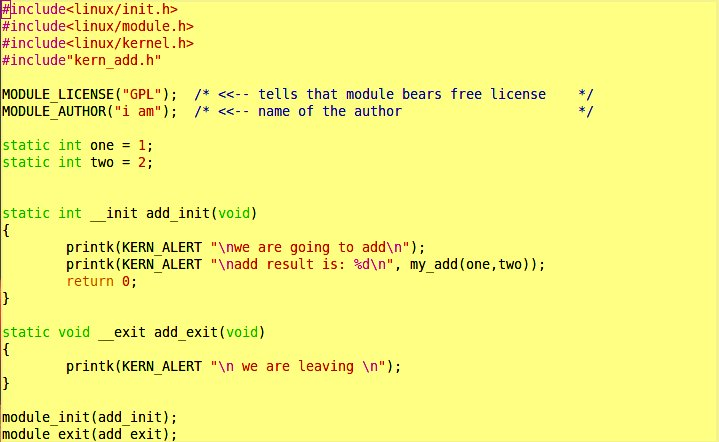 #include<linux/init.h>
#include<linux/module.h>
#include<linux/kernel.h>
#include"kern_add.h"

MODULE_LICENSE("GPL");  /* <<-- tells that module bears free license    */
MODULE_AUTHOR("i am");  /* <<-- name of the author                      */

static int one = 1;
static int two = 2;


static int __init add_init(void)
{
        printk(KERN_ALERT "\nwe are going to add\n");
        printk(KERN_ALERT "\nadd result is: %d\n", my_add(one,two));
        return 0;
}

static void __exit add_exit(void)
{
        printk(KERN_ALERT "\n we are leaving \n");
}

module_init(add_init);
module_exit(add_exit);